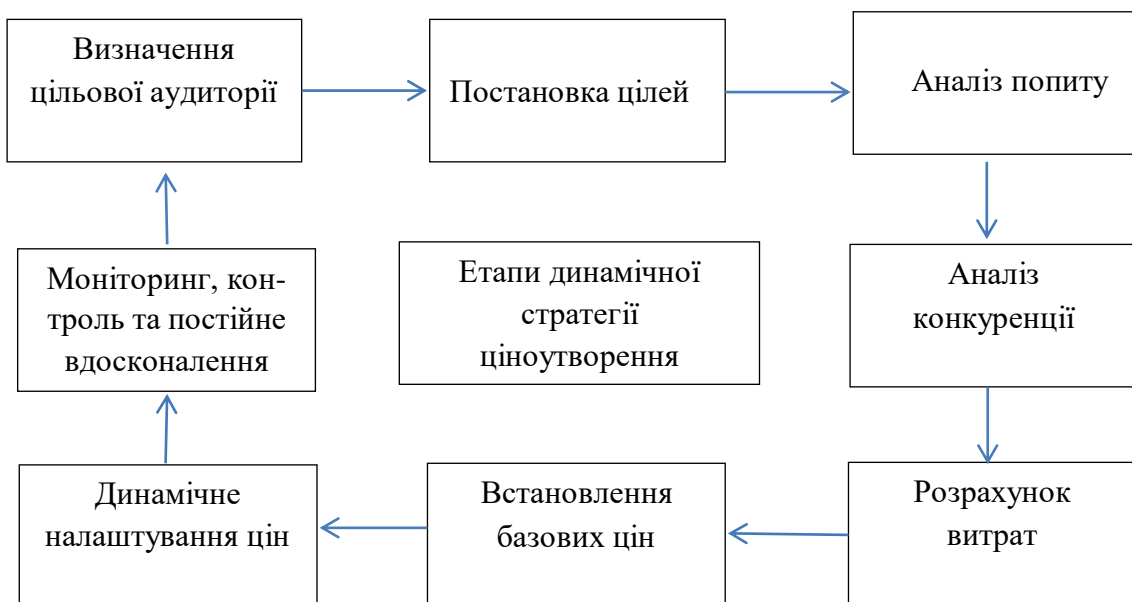 Визначення
цільової аудиторії
Постановка цілей
Аналіз попиту
Моніторинг, кон-
троль та постійне
вдосконалення
Етапи динамічної
стратегії
ціноутворення
Аналіз
конкуренції
Динамічне
налаштування цін
Встановлення
базових цін
Розрахунок
витрат